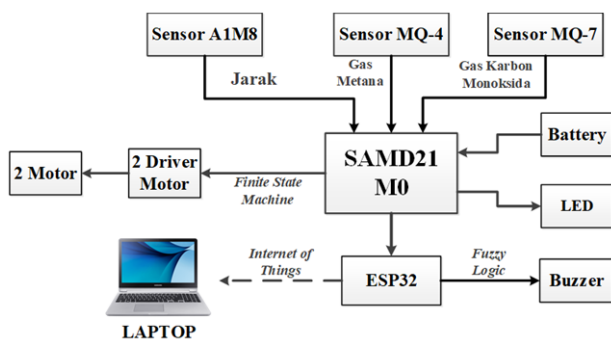 Sensor A1M8
Sensor MQ-4
Sensor MQ-7
Jarak
Gas
Metana
Gas Karbon
Monoksida
Battery
2 Motor
2 Driver
Motor
Finite State
Machine
SAMD21
M0
LED
Internet of
Things
ESP32
Fuzzy
Logic
Buzzer
LAPTOP